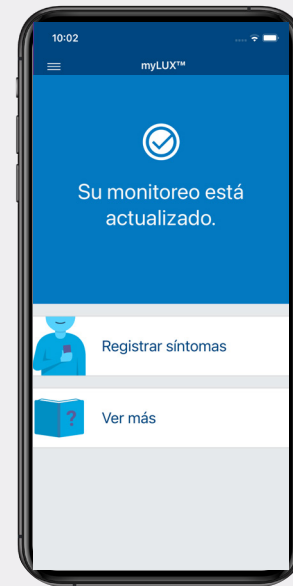 10:02
myLUX™
Su monitoreo está
actualizado.
Registrar síntomas
?
Ver más